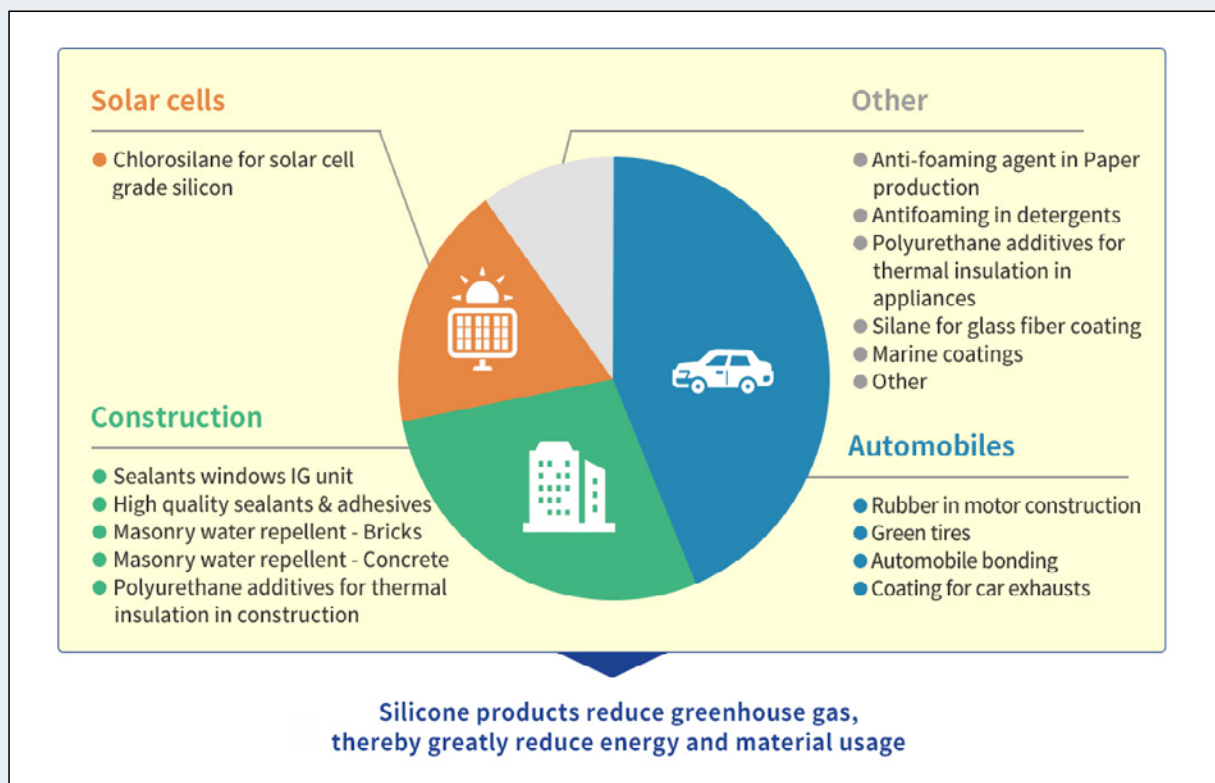 Solar cells
Chlorosilane for solar cell
grade silicon
Construction
Sealants windows IG unit
High quality sealants & adhesives
Masonry water repellent - Bricks
Masonry water repellent - Concrete
Polyurethane additives for thermal
insulation in construction
Other
Anti-foaming agent in Paper
production
Antifoaming in detergents
Polyurethane additives for
thermal insulation in
appliances
Silane for glass fiber coating
Marine coatings
Other
Automobiles
Rubber in motor construction
Green tires
Automobile bonding
Coating for car exhausts
Silicone products reduce greenhouse gas,
thereby greatly reduce energy and material usage